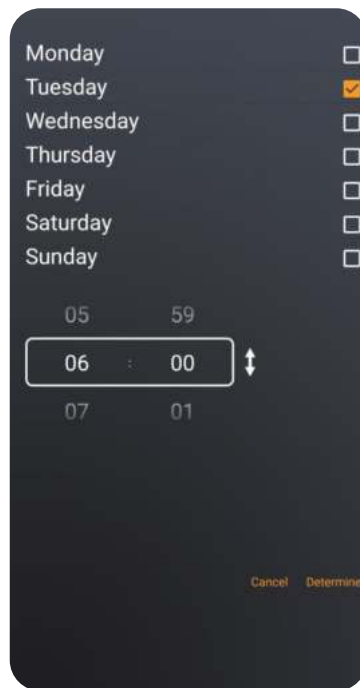 Monday
Tuesday
Wednesday
Thursday
Friday
Saturday
Sunday
05 59
06 : 00
07 01
Cancel Determine